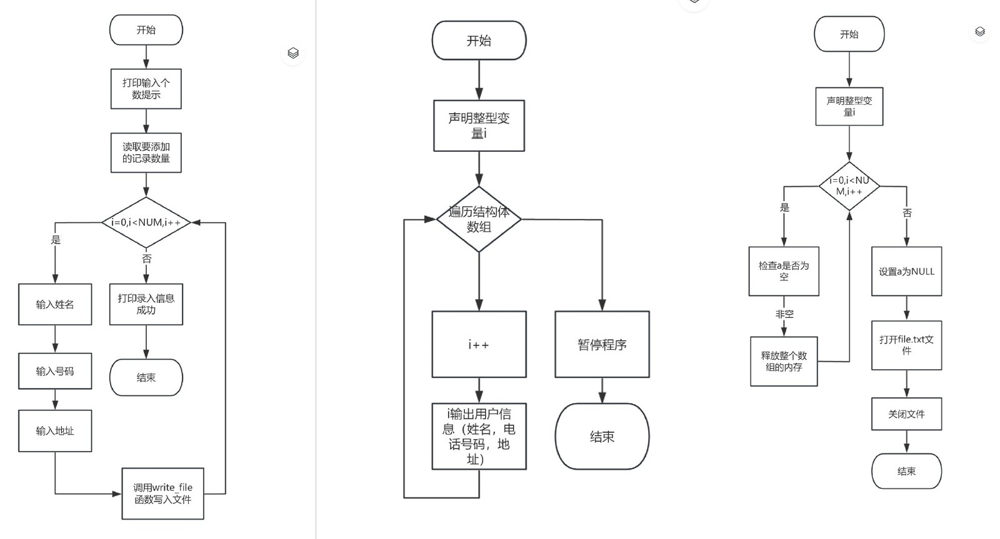 开始
打印输入个
数提示
读取要添加
的记录数量
i=0,i<NUM,i++
是
否
输入姓名
打印录入信息
成功
输入号码
结束
输入地址
调用write_file
函数写入文件
开始
声明整型变
量i
遍历结构体
数组
i++
暂停程序
i输出用户信
息（姓名，电
话号码，地
址）
结束
开始
声明整型变
量i
i=0,i<NU
M,i++
是
否
检查a是否为
空
设置a为NULL
非空
打开file.txt文
件
释放整个数
组的内存
关闭文件
结束